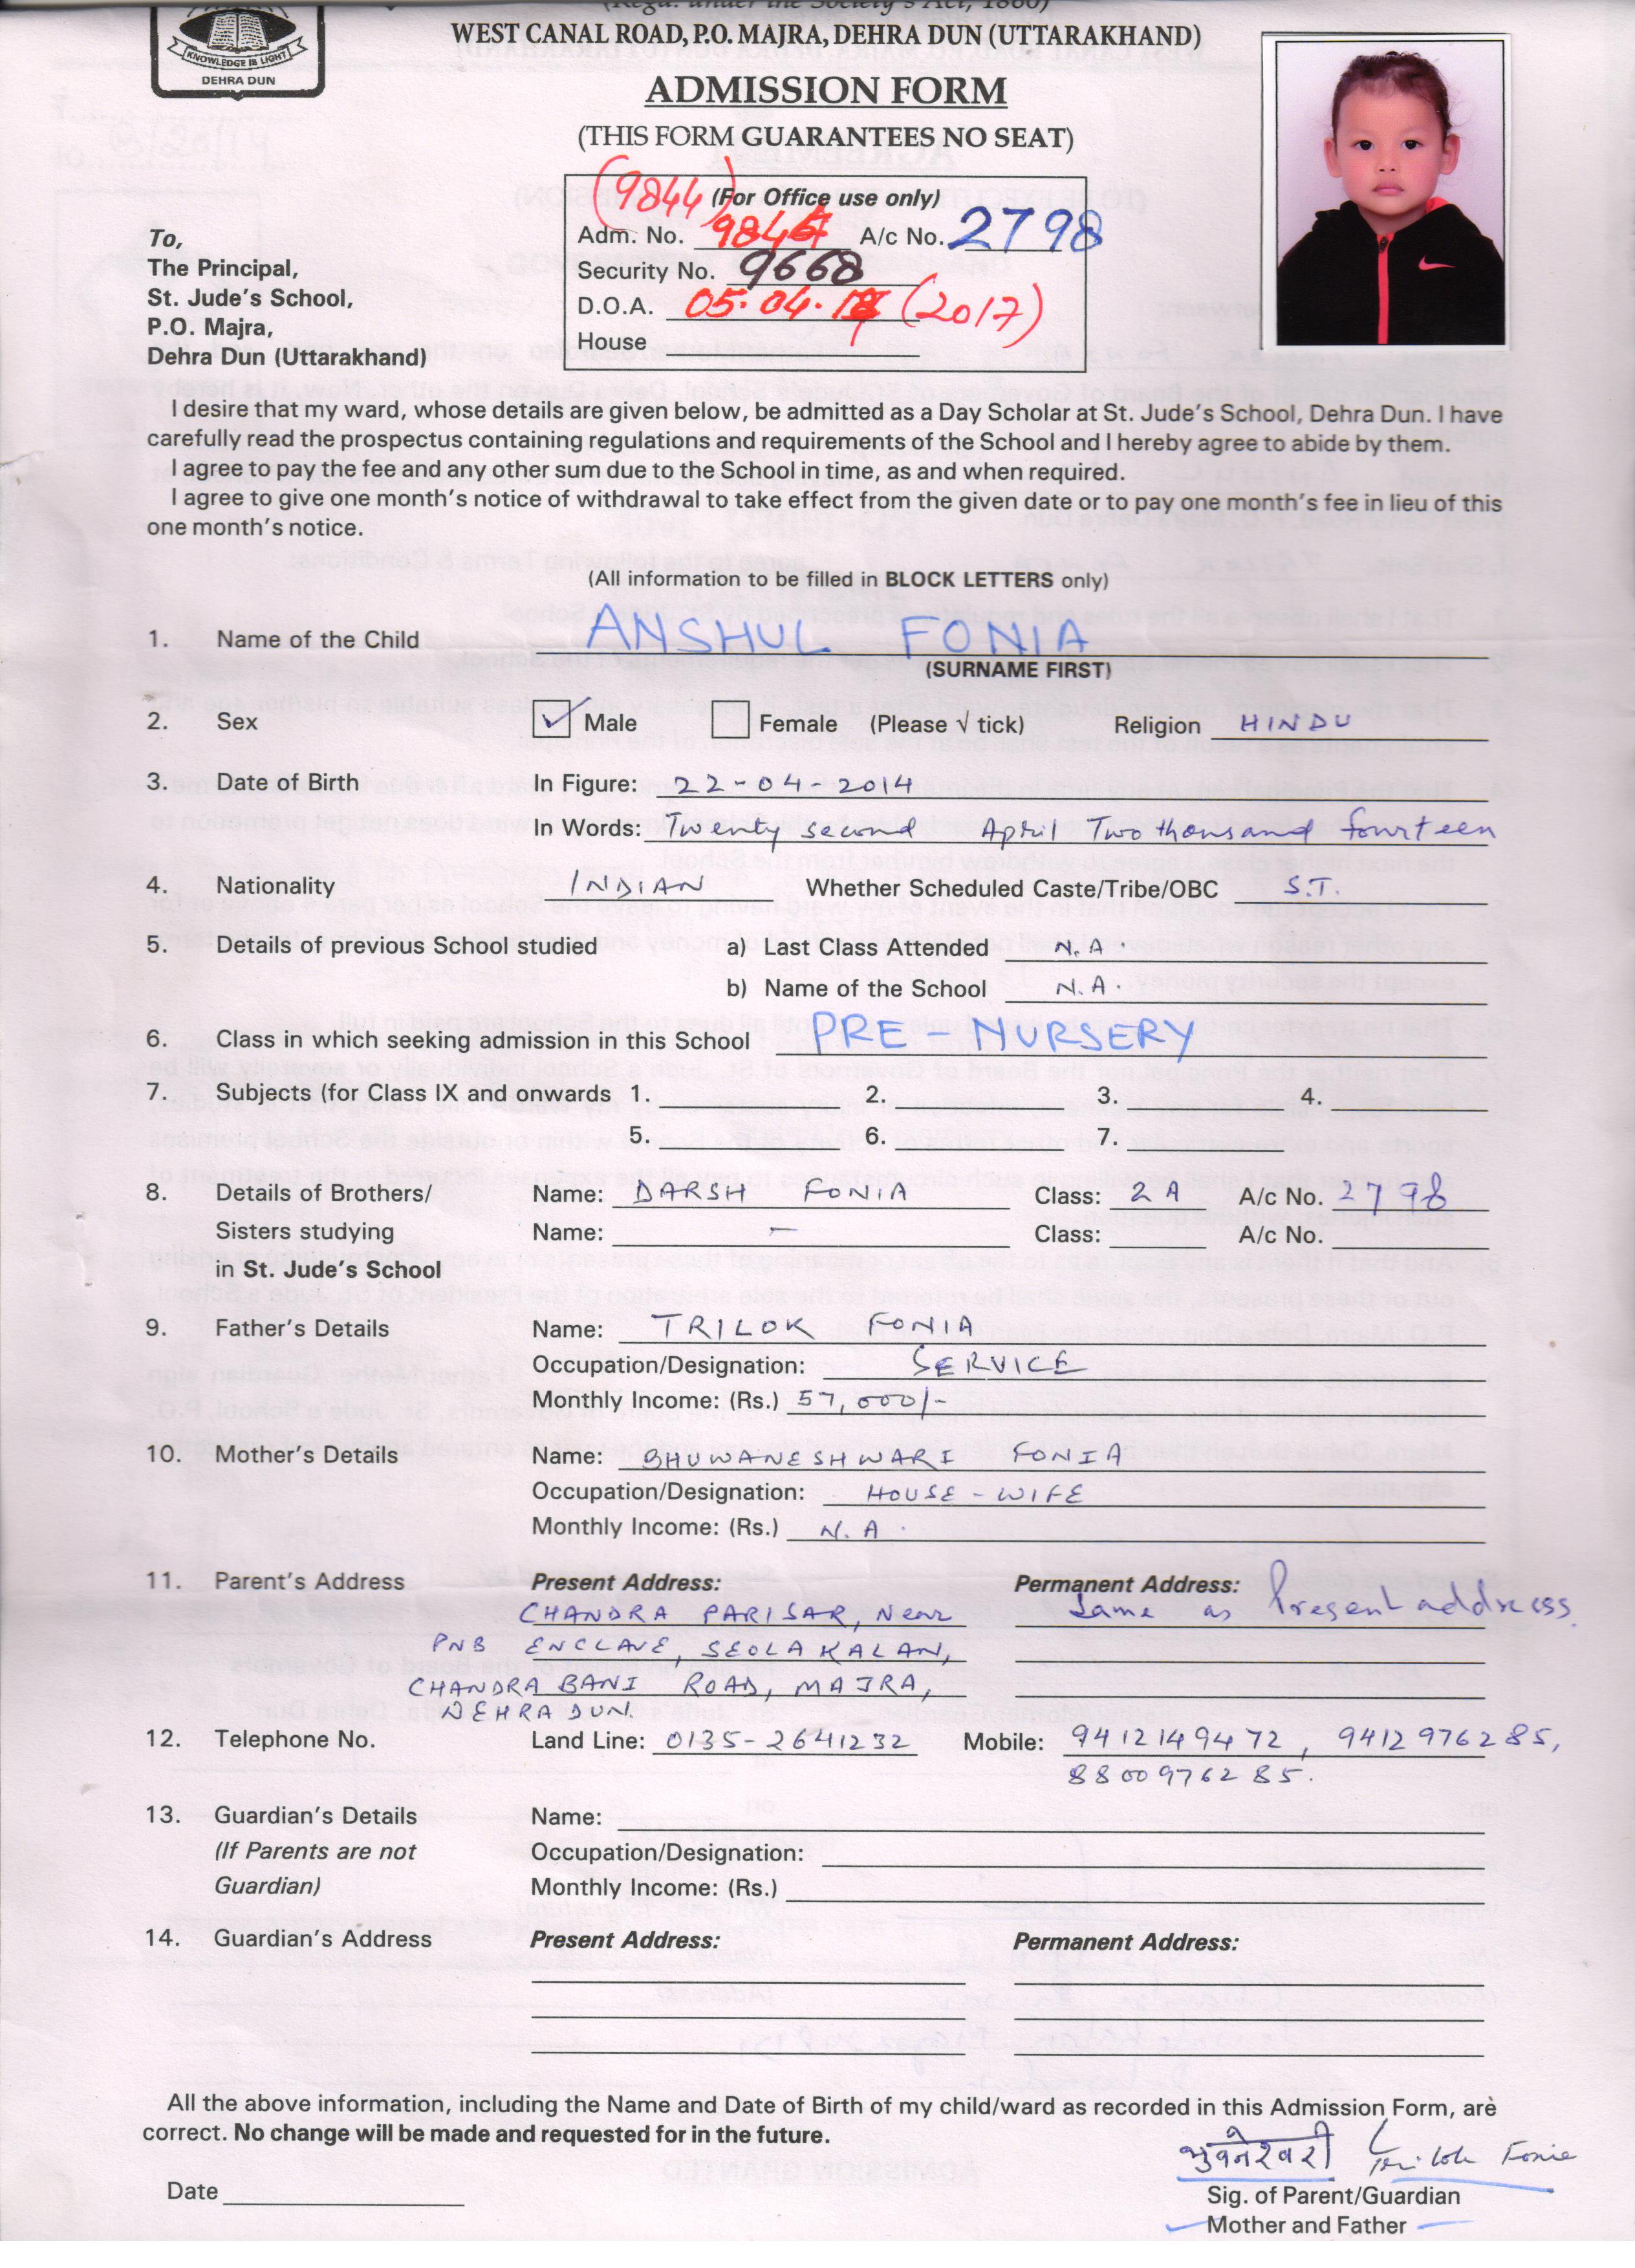 (Regd. under the Society's Act, 1860)
KNOWLEDGE IS LIGHT
DEHRA DUN
WEST CANAL ROAD, P.O. MAJRA, DEHRA DUN (UTTARAKHAND)
ADMISSION FORM
(THIS FORM GUARANTEES NO SEAT)
(9844) (For Office use only)
Adm. No. 984 A/c No. 2798
Security No. 9668
D.O.A. 05.04. (2017)
House
To,
The Principal,
St. Jude's School,
P.O. Majra,
Dehra Dun (Uttarakhand)
I desire that my ward, whose details are given below, be admitted as a Day Scholar at St. Jude's School, Dehra Dun. I have
carefully read the prospectus containing regulations and requirements of the School and I hereby agree to abide by them.
I agree to pay the fee and any other sum due to the School in time, as and when required.
I agree to give one month's notice of withdrawal to take effect from the given date or to pay one month's fee in lieu of this
one month's notice.
(All information to be filled in BLOCK LETTERS only)
1. Name of the Child ANSHUL FONIA
(SURNAME FIRST)
2. Sex ✓ Male Female (Please √ tick) Religion HINDU
3. Date of Birth In Figure: 22-04-2014
In Words: Twenty second April Two thousand fourteen
4. Nationality INDIAN Whether Scheduled Caste/Tribe/OBC S.T.
5. Details of previous School studied a) Last Class Attended N.A.
b) Name of the School N.A.
6. Class in which seeking admission in this School PRE-NURSERY
7. Subjects (for Class IX and onwards 1. 2. 3. 4.
5. 6. 7.
8. Details of Brothers/ Name: DARSH FONIA Class: 2 A A/c No. 2798
Sisters studying Name: - Class: A/c No.
in St. Jude's School
9. Father's Details Name: TRILOK FONIA
Occupation/Designation: SERVICE
Monthly Income: (Rs.) 57,000/-
10. Mother's Details Name: BHUWANESHWARI FONIA
Occupation/Designation: HOUSE-WIFE
Monthly Income: (Rs.) N.A.
11. Parent's Address Present Address: Permanent Address:
CHANDRA PARISAR, Near Same as Present address.
PNB ENCLAVE, SEOLA KALAN,
CHANDRA BANI ROAD, MAJRA,
DEHRA DUN.
12. Telephone No. Land Line: 0135-2641232 Mobile: 9412149472, 9412976285,
8800976285.
13. Guardian's Details Name:
(If Parents are not Occupation/Designation:
Guardian) Monthly Income: (Rs.)
14. Guardian's Address Present Address: Permanent Address:
All the above information, including the Name and Date of Birth of my child/ward as recorded in this Admission Form, are
correct. No change will be made and requested for in the future.
भुवनेश्वरी Trilok Fonia
Date
Sig. of Parent/Guardian
Mother and Father